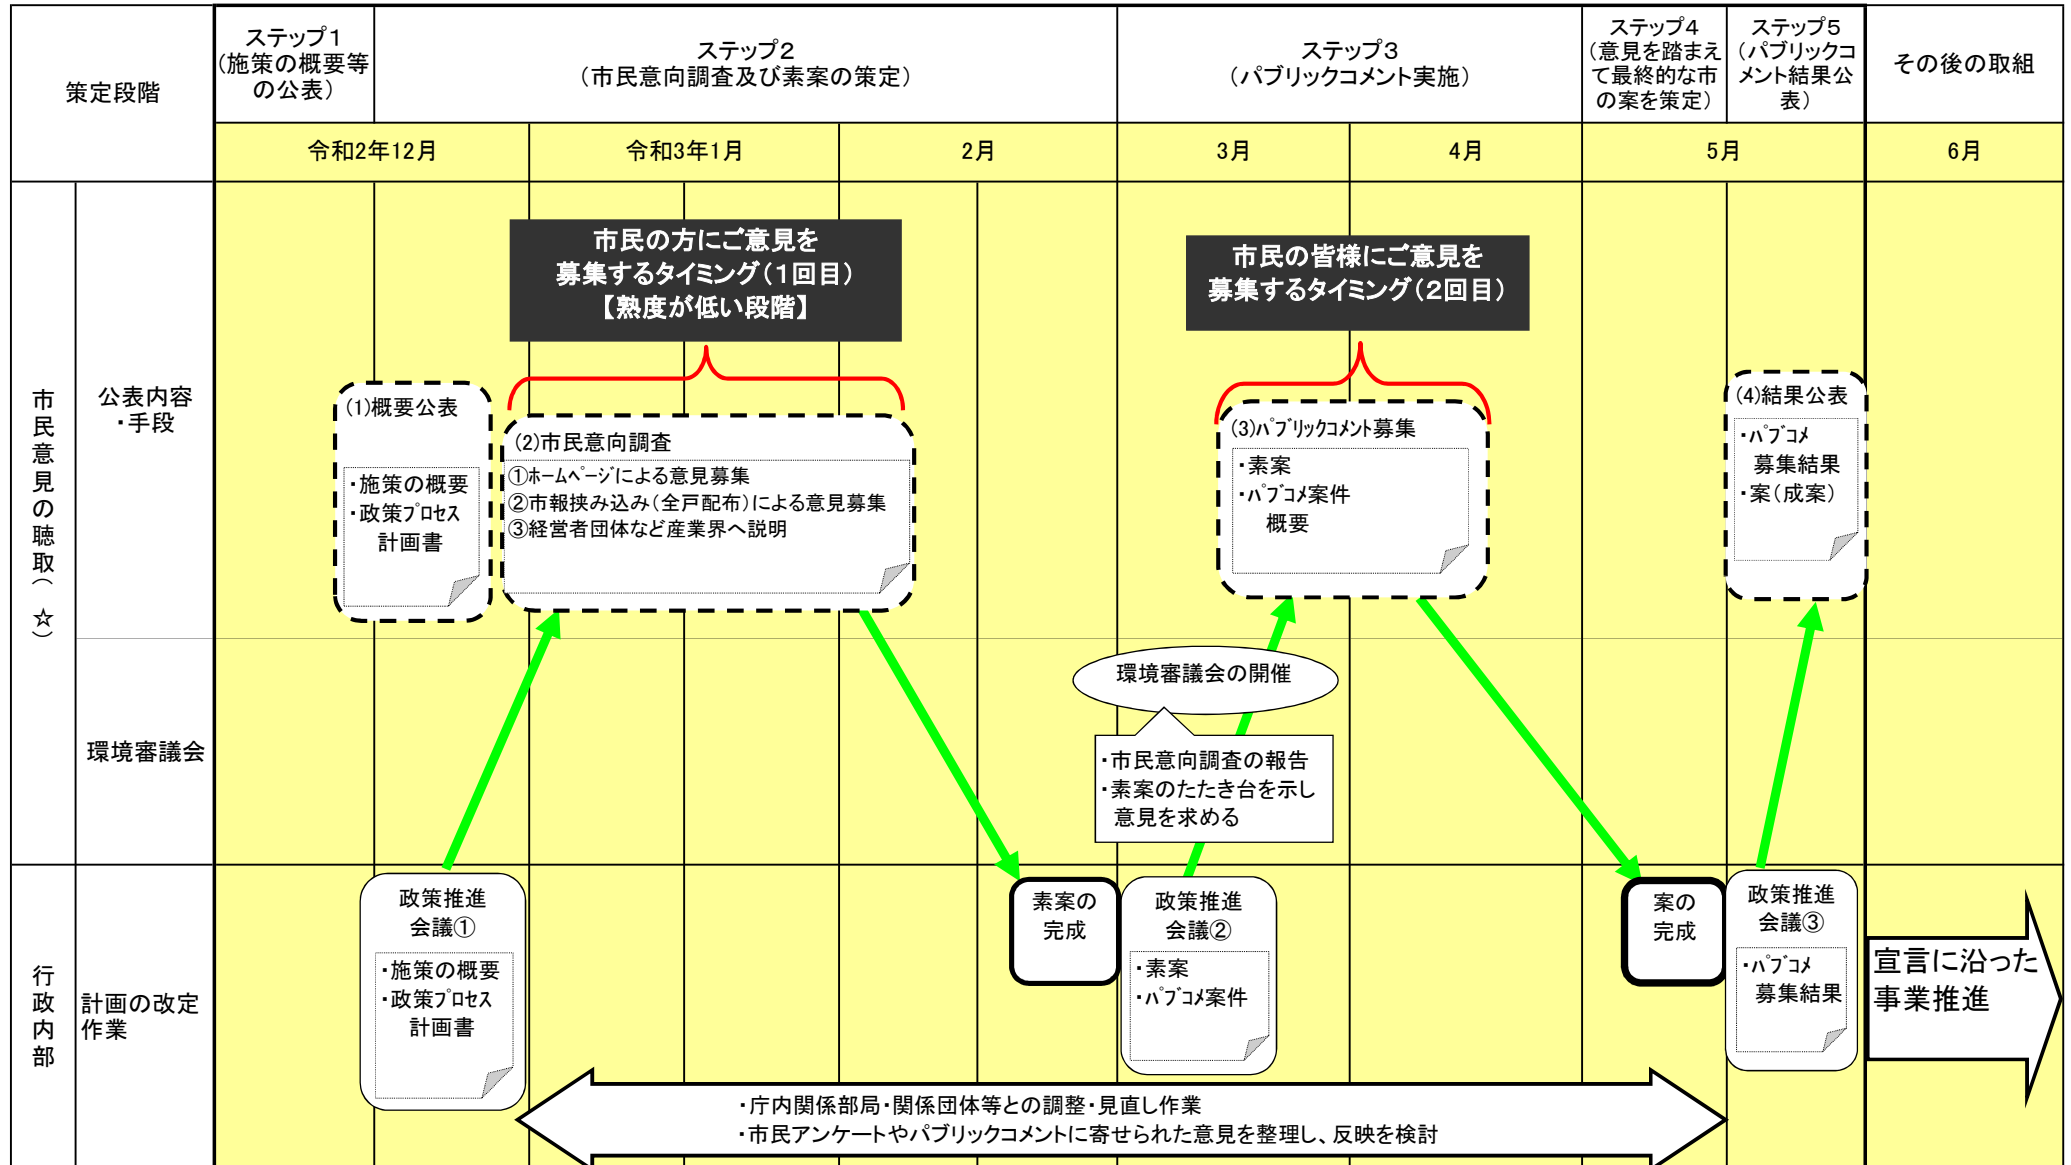 策定段階
ステップ1
(施策の概要等
の公表)
ステップ2
(市民意向調査及び素案の策定)
ステップ3
(パブリックコメント実施)
ステップ4
(意見を踏まえ
て最終的な市
の案を策定)
ステップ5
(パブリックコ
メント結果公
表)
その後の取組
令和2年12月
令和3年1月
2月
3月
4月
5月
6月
市民意見の聴取(☆)
公表内容
・手段
市民の方にご意見を
募集するタイミング(1回目)
【熟度が低い段階】
市民の皆様にご意見を
募集するタイミング(2回目)
(1)概要公表
・施策の概要
・政策プロセス
計画書
(2)市民意向調査
①ホームページによる意見募集
②市報挟み込み(全戸配布)による意見募集
③経営者団体など産業界へ説明
(3)パブリックコメント募集
・素案
・パブコメ案件
概要
(4)結果公表
・パブコメ
募集結果
・案(成案)
環境審議会
環境審議会の開催
・市民意向調査の報告
・素案のたたき台を示し
意見を求める
行政内部
計画の改定
作業
政策推進
会議①
・施策の概要
・政策プロセス
計画書
素案の
完成
政策推進
会議②
・素案
・パブコメ案件
案の
完成
政策推進
会議③
・パブコメ
募集結果
宣言に沿った
事業推進
・庁内関係部局・関係団体等との調整・見直し作業
・市民アンケートやパブリックコメントに寄せられた意見を整理し、反映を検討